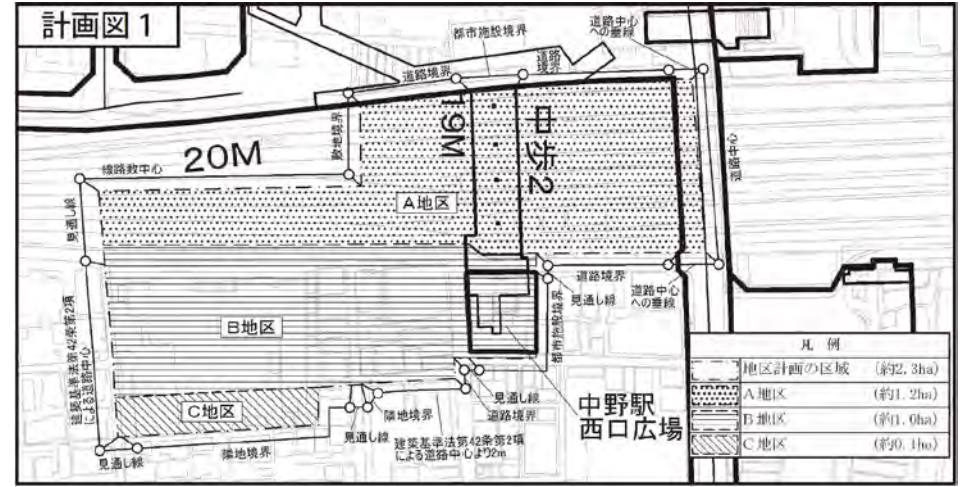 計画図1
都市施設境界
道路中心
への垂線
道路境界
道路
境界
敷地境界
19M
中歩2
20M
線路敷中心
道路中心
見通し線
A地区
道路境界
見通し線
道路中心
への垂線
都市施設境界
建築基準法第42条第2項
による道路中心
B地区
C地区
見通し線
隣地境界
見通し線
隣地境界
見通し線
道路境界
建築基準法第42条第2項
による道路中心より2m
中野駅
西口広場
凡 例
地区計画の区域 (約2.3ha)
A地区 (約1.2ha)
B地区 (約1.0ha)
C地区 (約0.1ha)